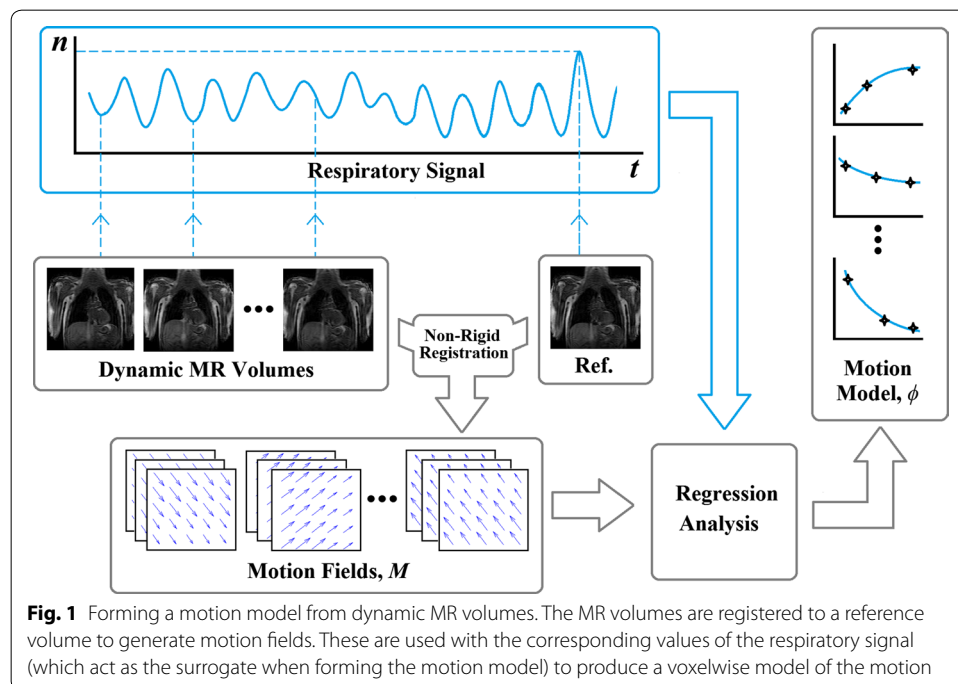 n
Respiratory Signal
t
Dynamic MR Volumes
Non-Rigid
Registration
Ref.
Motion
Model, ϕ
Motion Fields, M
Regression
Analysis
Fig. 1 Forming a motion model from dynamic MR volumes. The MR volumes are registered to a reference
volume to generate motion fields. These are used with the corresponding values of the respiratory signal
(which act as the surrogate when forming the motion model) to produce a voxelwise model of the motion